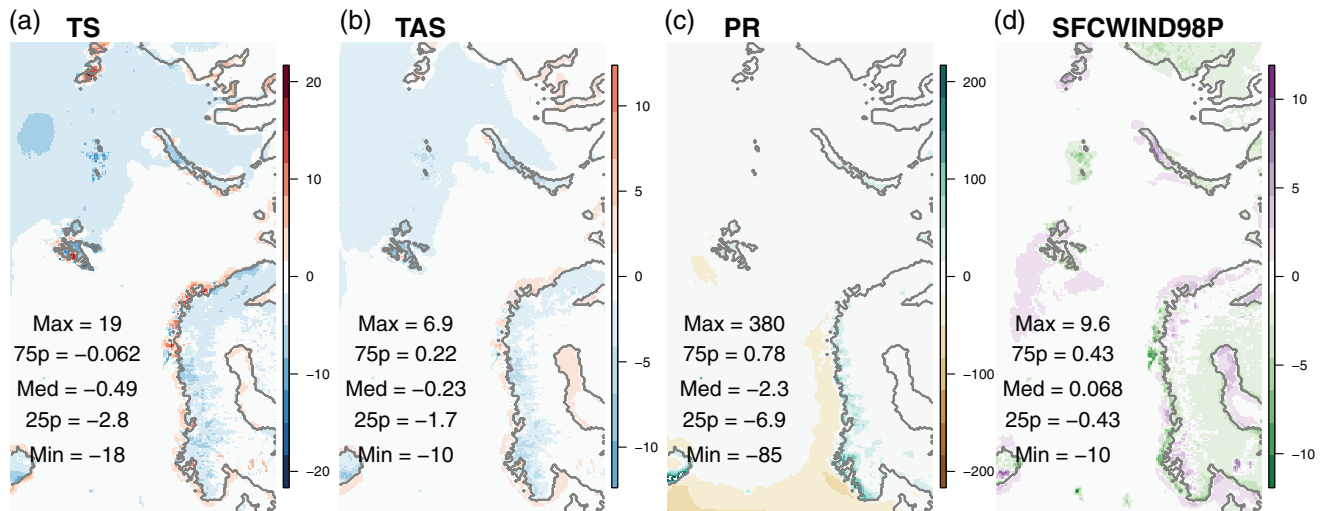 (a) TS
20
10
0
−10
−20
Max = 19
75p = −0.062
Med = −0.49
25p = −2.8
Min = −18
(b) TAS
10
5
0
−5
−10
Max = 6.9
75p = 0.22
Med = −0.23
25p = −1.7
Min = −10
(c) PR
200
100
0
−100
−200
Max = 380
75p = 0.78
Med = −2.3
25p = −6.9
Min = −85
(d) SFCWIND98P
10
5
0
−5
−10
Max = 9.6
75p = 0.43
Med = 0.068
25p = −0.43
Min = −10